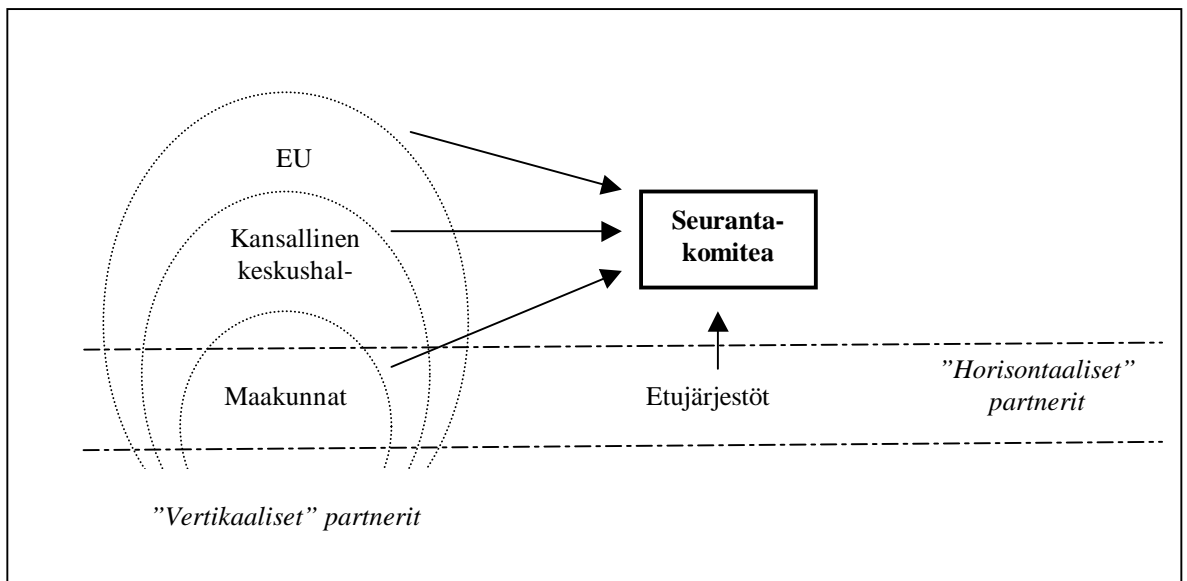 EU
Kansallinen
keskushal-
Seuranta-
komitea
Maakunnat
Etujärjestöt
”Horisontaaliset”
partnerit
”Vertikaaliset” partnerit